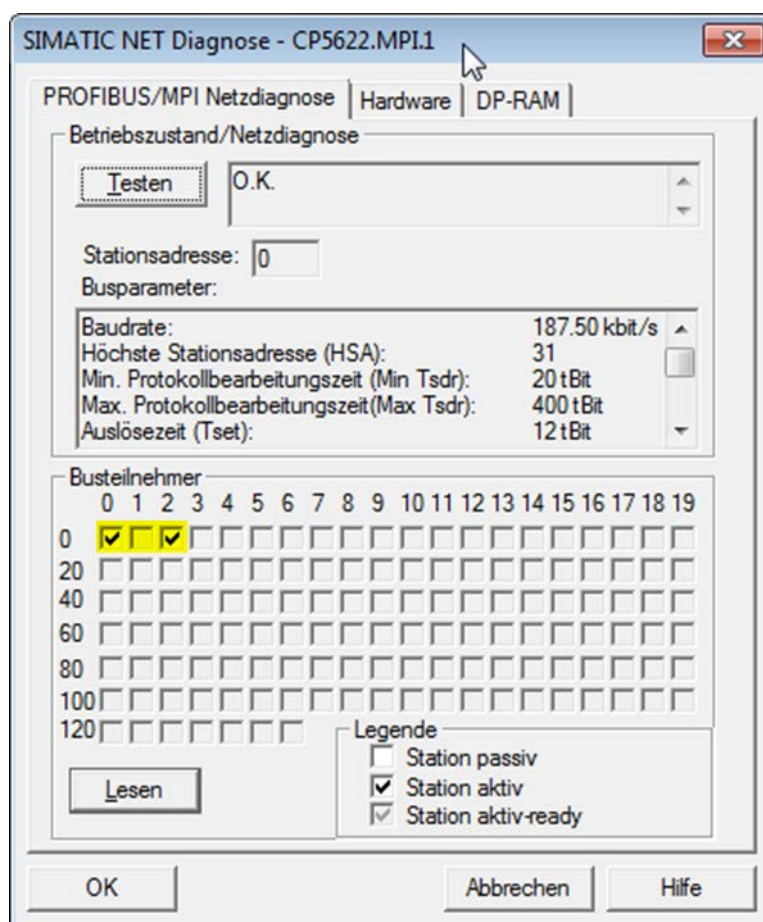 SIMATIC NET Diagnose - CP5622.MPI.1
PROFIBUS/MPI Netzdiagnose Hardware DP-RAM
Betriebszustand/Netzdiagnose
Testen O.K.
Stationsadresse: 0
Busparameter:
Baudrate: 187.50 kbit/s
Höchste Stationsadresse (HSA): 31
Min. Protokollbearbeitungszeit (Min Tsdr): 20 tBit
Max. Protokollbearbeitungszeit(Max Tsdr): 400 tBit
Auslösezeit (Tset): 12 tBit
Busteilnehmer
0 1 2 3 4 5 6 7 8 9 10 11 12 13 14 15 16 17 18 19
0
20
40
60
80
100
120
Legende
Station passiv
Station aktiv
Station aktiv-ready
Lesen
OK Abbrechen Hilfe